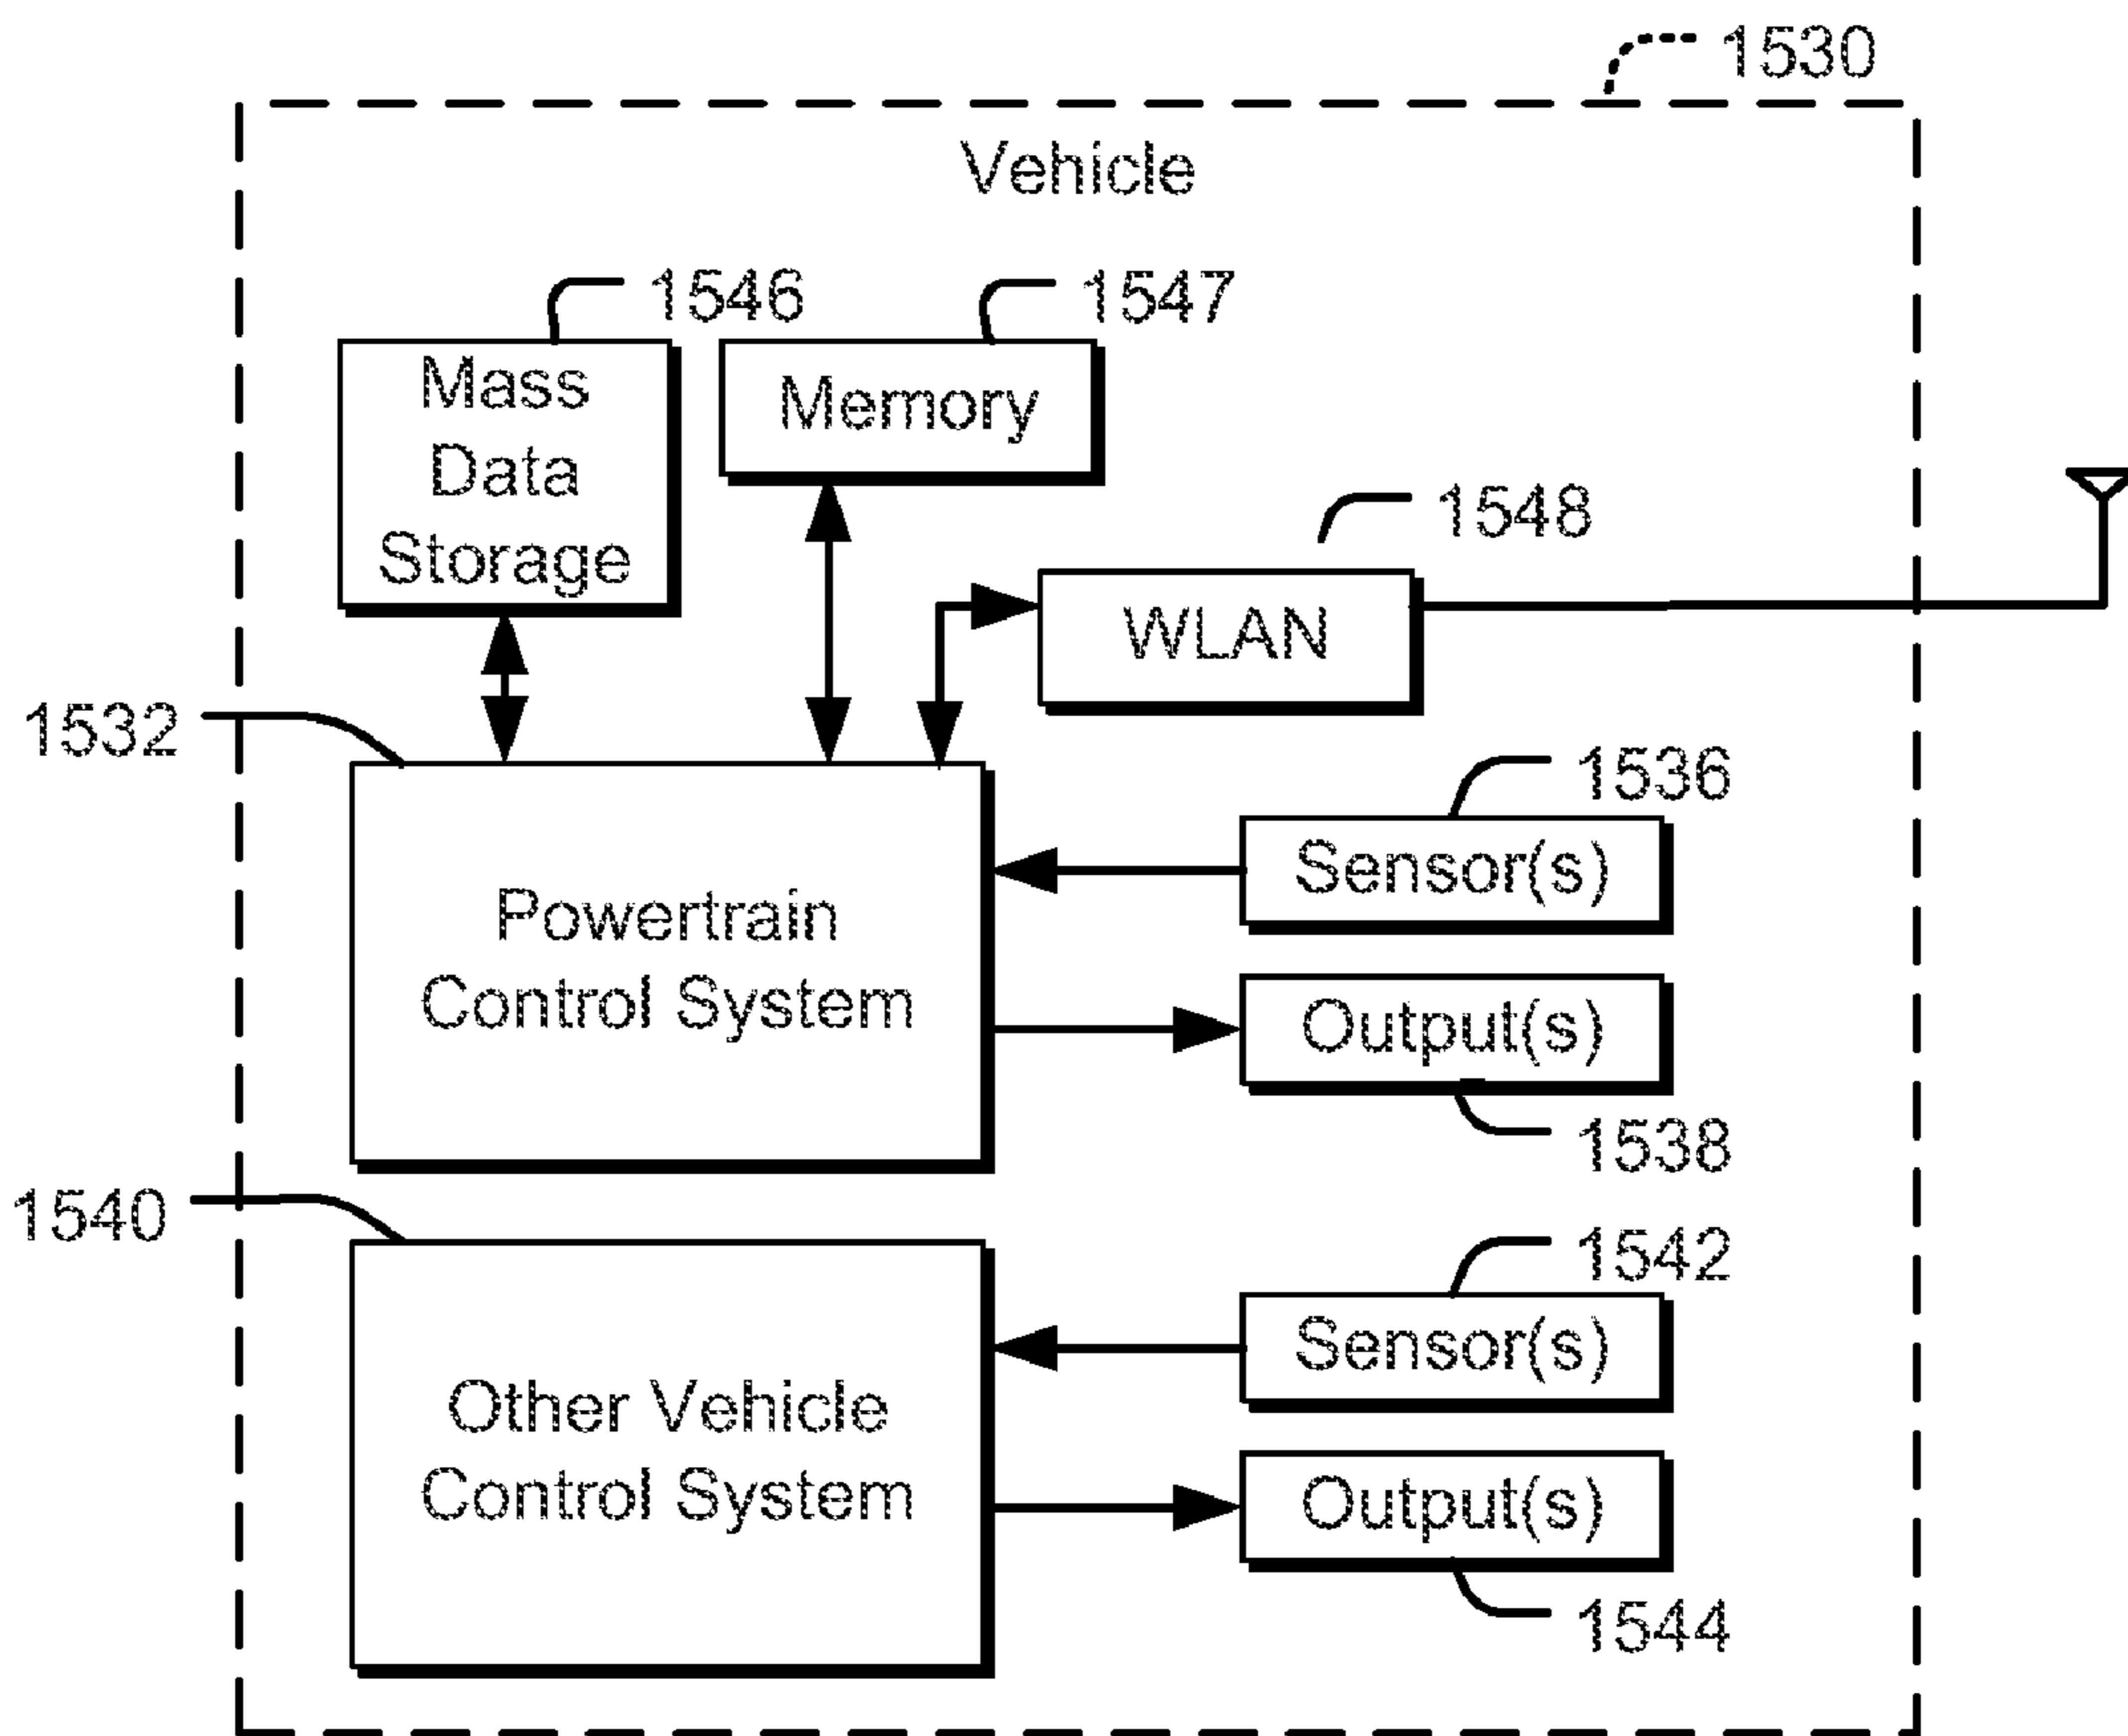 1530
Vehicle
1546
1547
Mass
Data
Storage
Memory
1548
WLAN
1532
1536
Sensor(s)
Powertrain
Control System
Output(s)
1538
1540
1542
Sensor(s)
Other Vehicle
Control System
Output(s)
1544